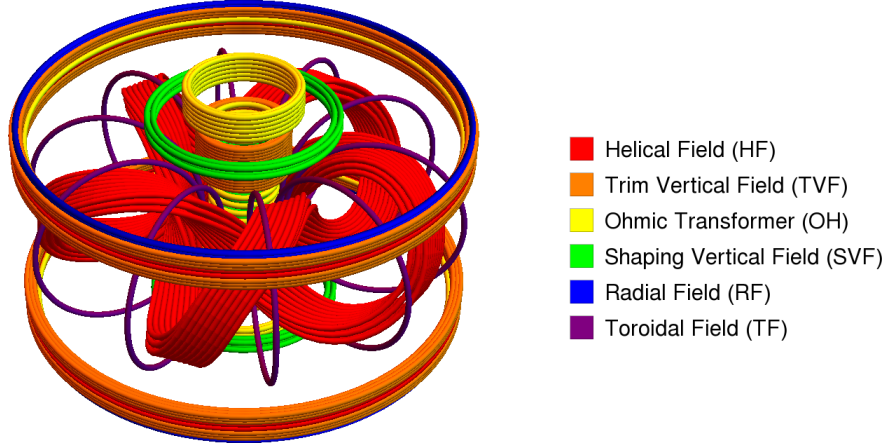 Helical Field (HF)
Trim Vertical Field (TVF)
Ohmic Transformer (OH)
Shaping Vertical Field (SVF)
Radial Field (RF)
Toroidal Field (TF)